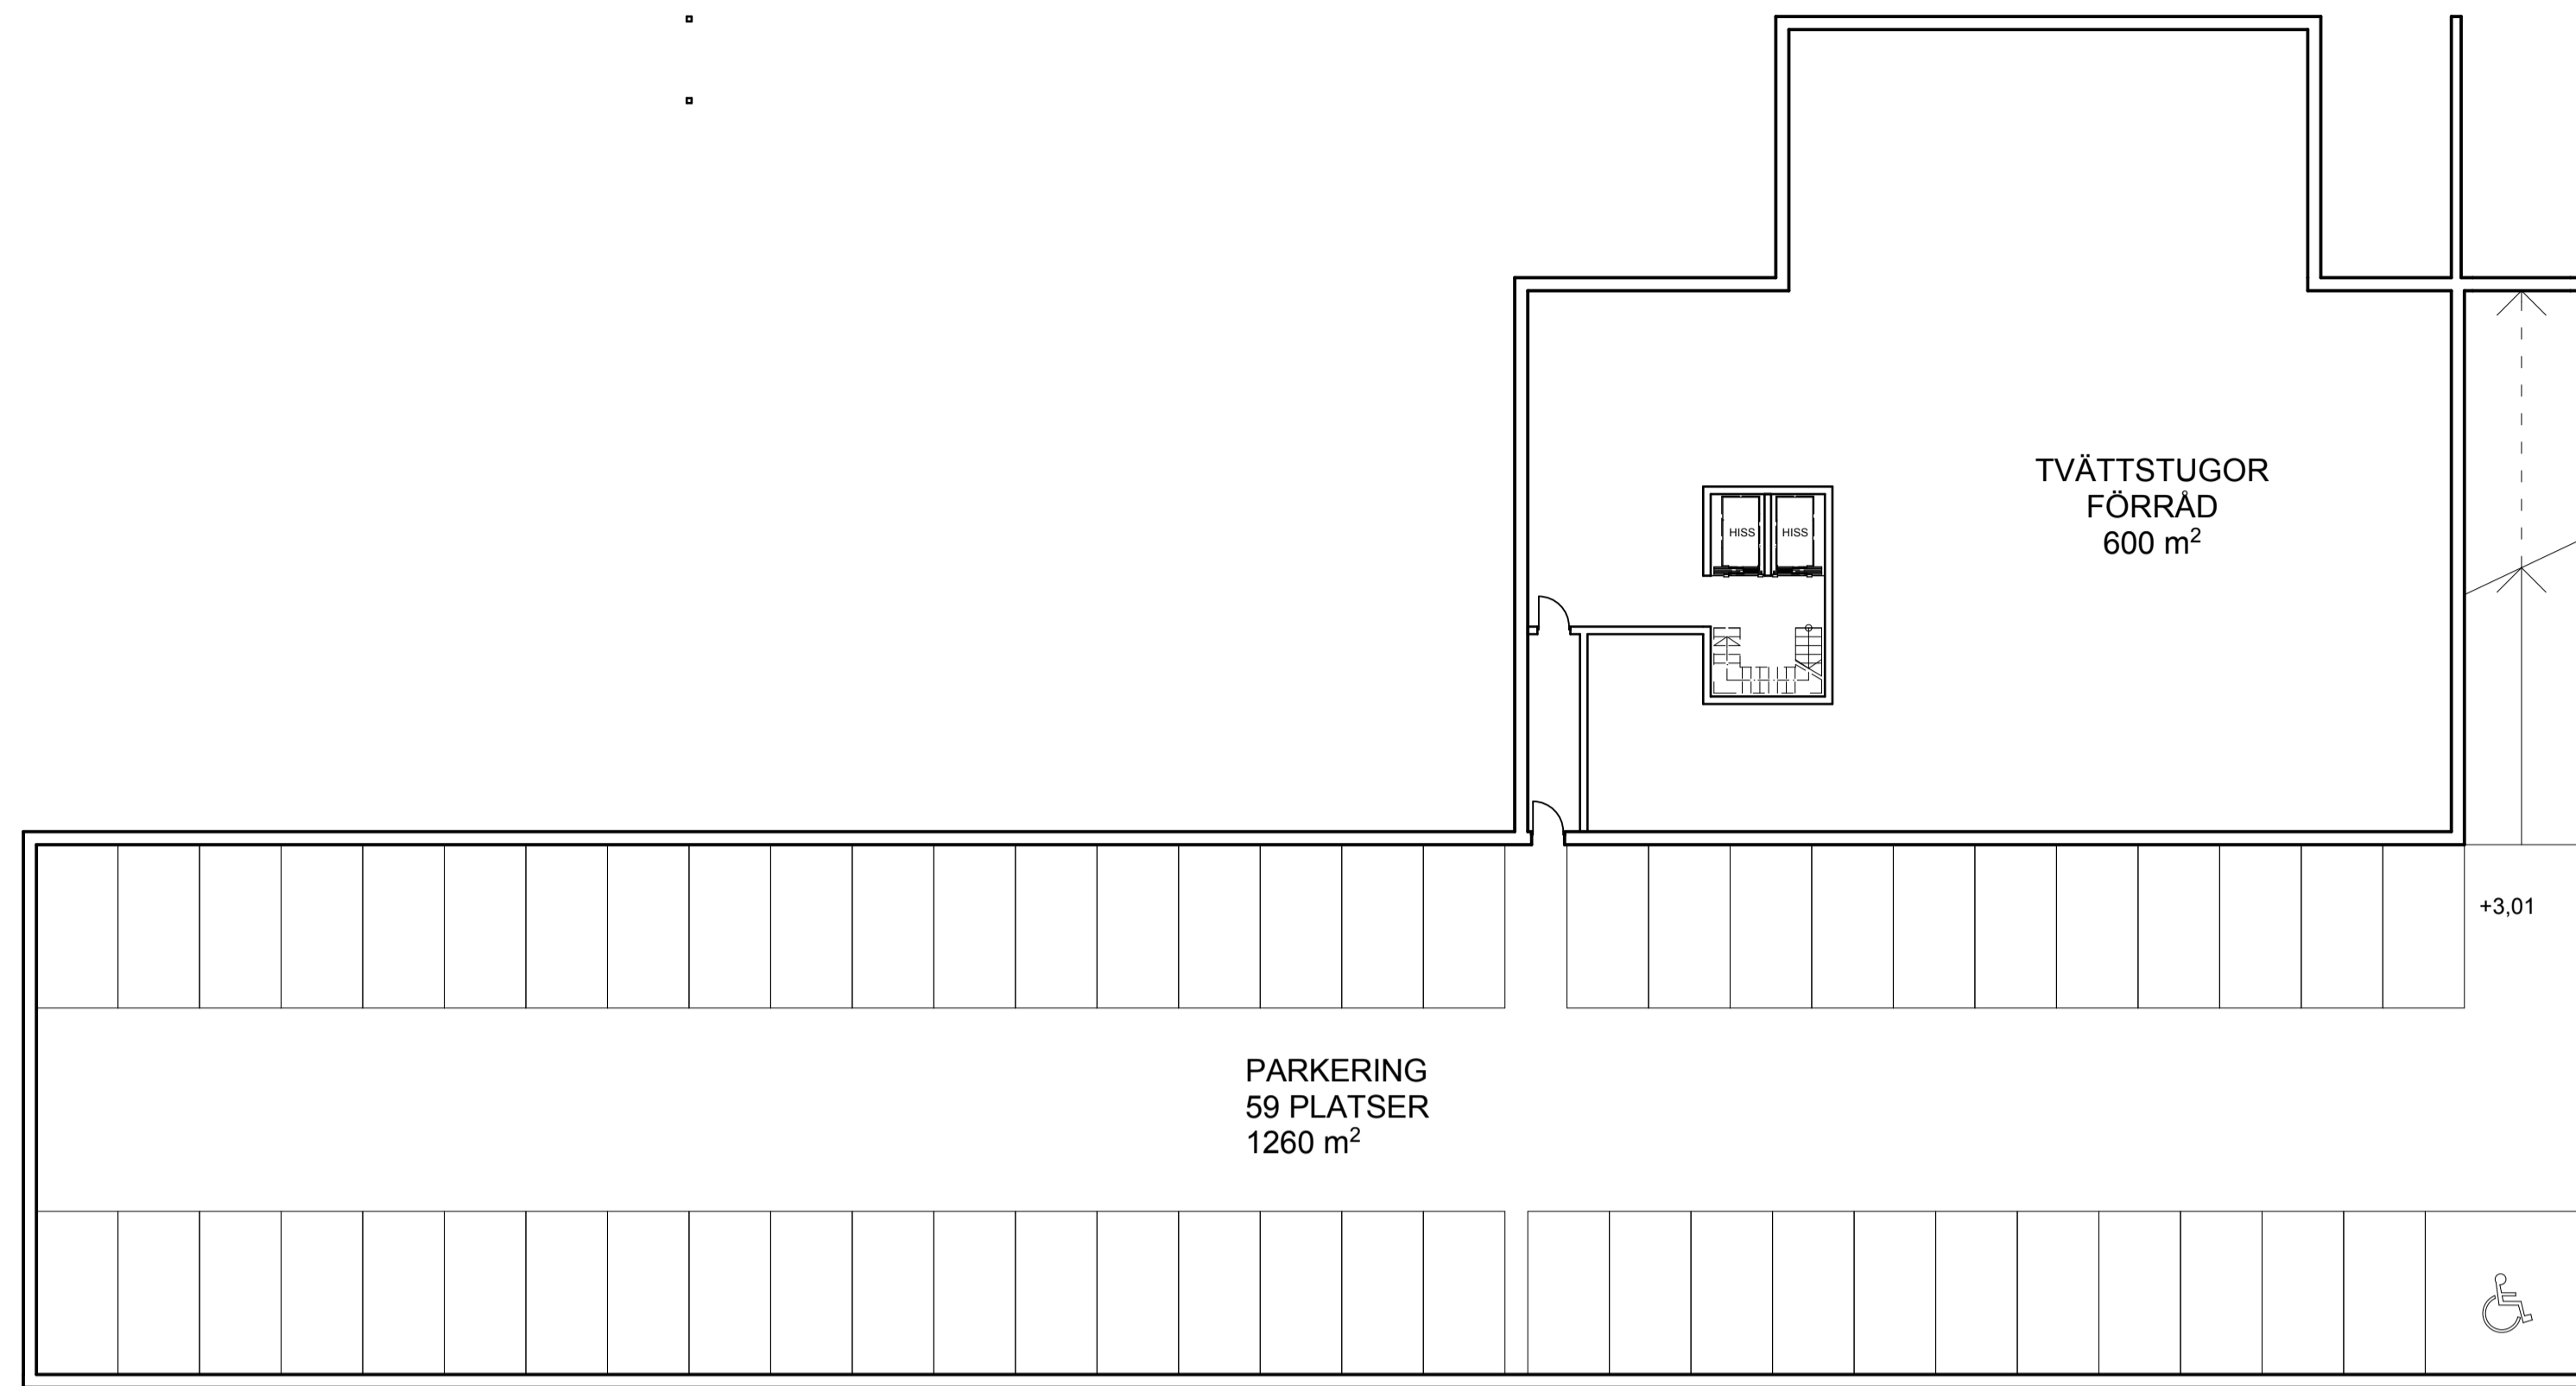 TVÄTTSTUGOR
FÖRRÅD
600 m²
HISS
HISS
+3,01
PARKERING
59 PLATSER
1260 m²